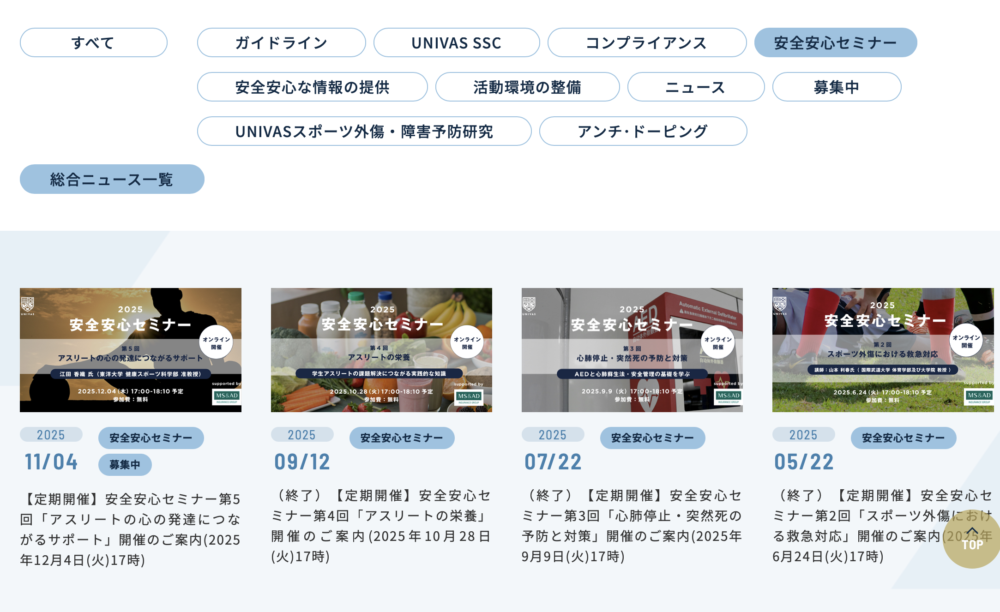 すべて
ガイドライン
UNIVAS SSC
コンプライアンス
安全安心セミナー
安全安心な情報の提供
活動環境の整備
ニュース
募集中
UNIVASスポーツ外傷・障害予防研究
アンチ・ドーピング
総合ニュース一覧
UNIVAS
2025
安全安心セミナー
オンライン
開催
第5回
アスリートの心の発達につながるサポート
江田 香織 氏（東洋大学 健康スポーツ科学部 准教授）
supported by
2025.12.04(木) 17:00-18:10 予定
参加費：無料
MS&AD
INSURANCE GROUP
2025
安全安心セミナー
オンライン
開催
第4回
アスリートの栄養
学生アスリートの課題解決につながる実践的な知識
supported by
2025.10.28(火) 17:00-18:10 予定
参加費：無料
MS&AD
INSURANCE GROUP
UNIVAS
2025
安全安心セミナー
AED
Automatic External Defibrillator
オンライン
開催
第3回
心肺停止・突然死の予防と対策
自动体外除颤器
AEDと心肺蘇生法・安全管理の基礎を学ぶ
supported by
2025.9.9（火）17:00-18:10 予定
参加費：無料
MS&AD
INSURANCE GROUP
UNIVAS
2025
安全安心セミナー
オンライン
開催
第2回
スポーツ外傷における救急対応
講師：山本 利春氏（ 国際武道大学 体育学部及び大学院 教授 ）
supported by
2025.6.24(火) 17:00-18:10 予定
参加費：無料
MS&AD
INSURANCE GROUP
2025
11/04
安全安心セミナー
募集中
【定期開催】安全安心セミナー第5
回「アスリートの心の発達につな
がるサポート」開催のご案内(2025
年12月4日(火)17時)
2025
09/12
安全安心セミナー
（終了）【定期開催】安全安心セ
ミナー第4回「アスリートの栄養」
開催のご案内(2025年10月28日
(火)17時)
2025
07/22
安全安心セミナー
（終了）【定期開催】安全安心セ
ミナー第3回「心肺停止・突然死の
予防と対策」開催のご案内(2025年
9月9日(火)17時)
2025
05/22
安全安心セミナー
（終了）【定期開催】安全安心セ
ミナー第2回「スポーツ外傷におけ
る救急対応」開催のご案内(2025年
6月24日(火)17時)
TOP